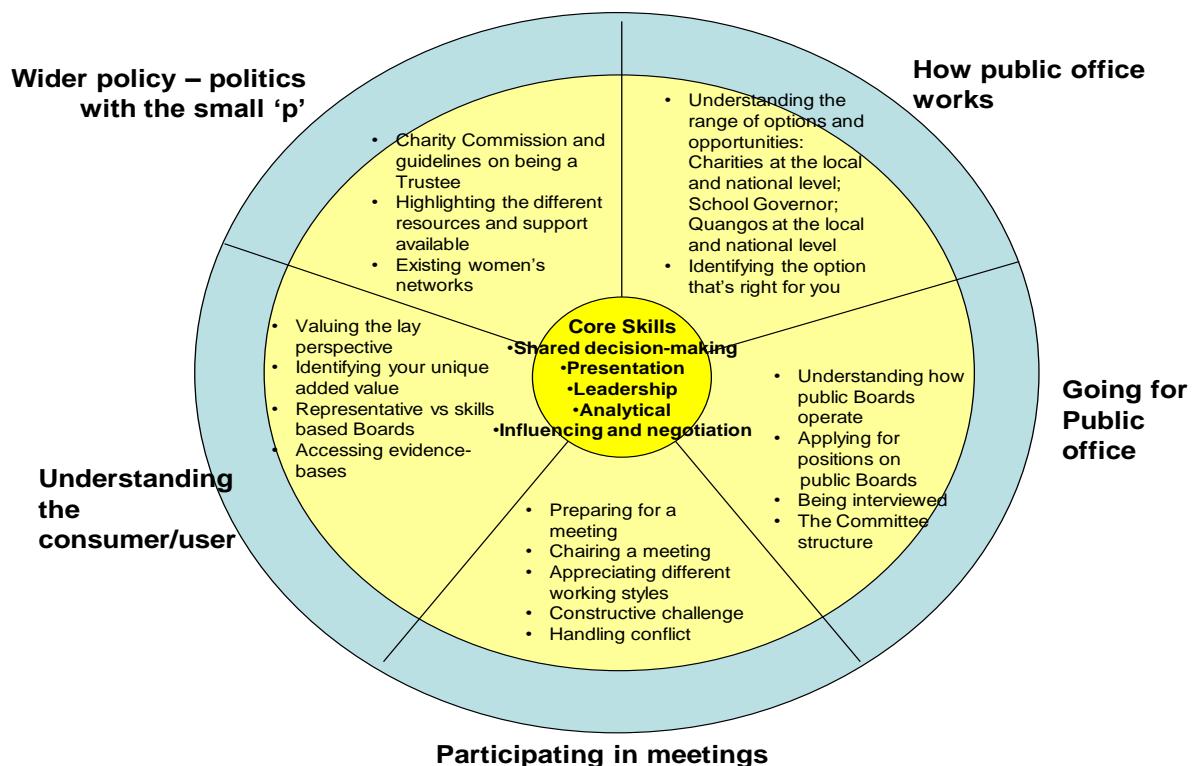 Wider policy – politics
with the small ‘p’
• Charity Commission and
guidelines on being a
Trustee
• Highlighting the different
resources and support
available
• Existing women’s
networks
How public office
works
• Understanding the
range of options and
opportunities:
Charities at the local
and national level;
School Governor;
Quangos at the local
and national level
• Identifying the option
that’s right for you
Core Skills
•Shared decision-making
•Presentation
•Leadership
•Analytical
•Influencing and negotiation
• Valuing the lay
perspective
• Identifying your unique
added value
• Representative vs skills
based Boards
• Accessing evidence-
bases
Understanding
the
consumer/user
• Understanding how
public Boards
operate
• Applying for
positions on
public Boards
• Being interviewed
• The Committee
structure
Going for
Public
office
• Preparing for a
meeting
• Chairing a meeting
• Appreciating different
working styles
• Constructive challenge
• Handling conflict
Participating in meetings